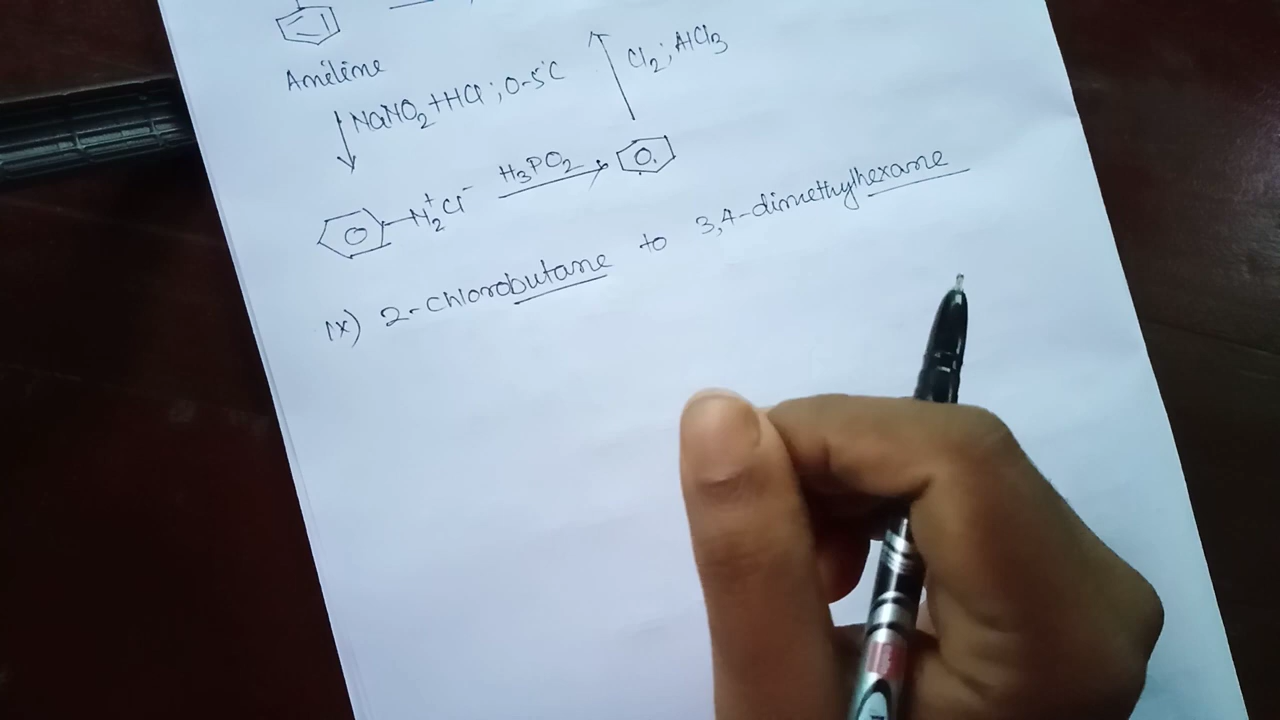 Aniline
NaNO2+HCl ; 0-5°C
Cl2 ; AlCl3
N2+Cl-
H3PO2
ix) 2-chlorobutane to 3,4-dimethylhexane